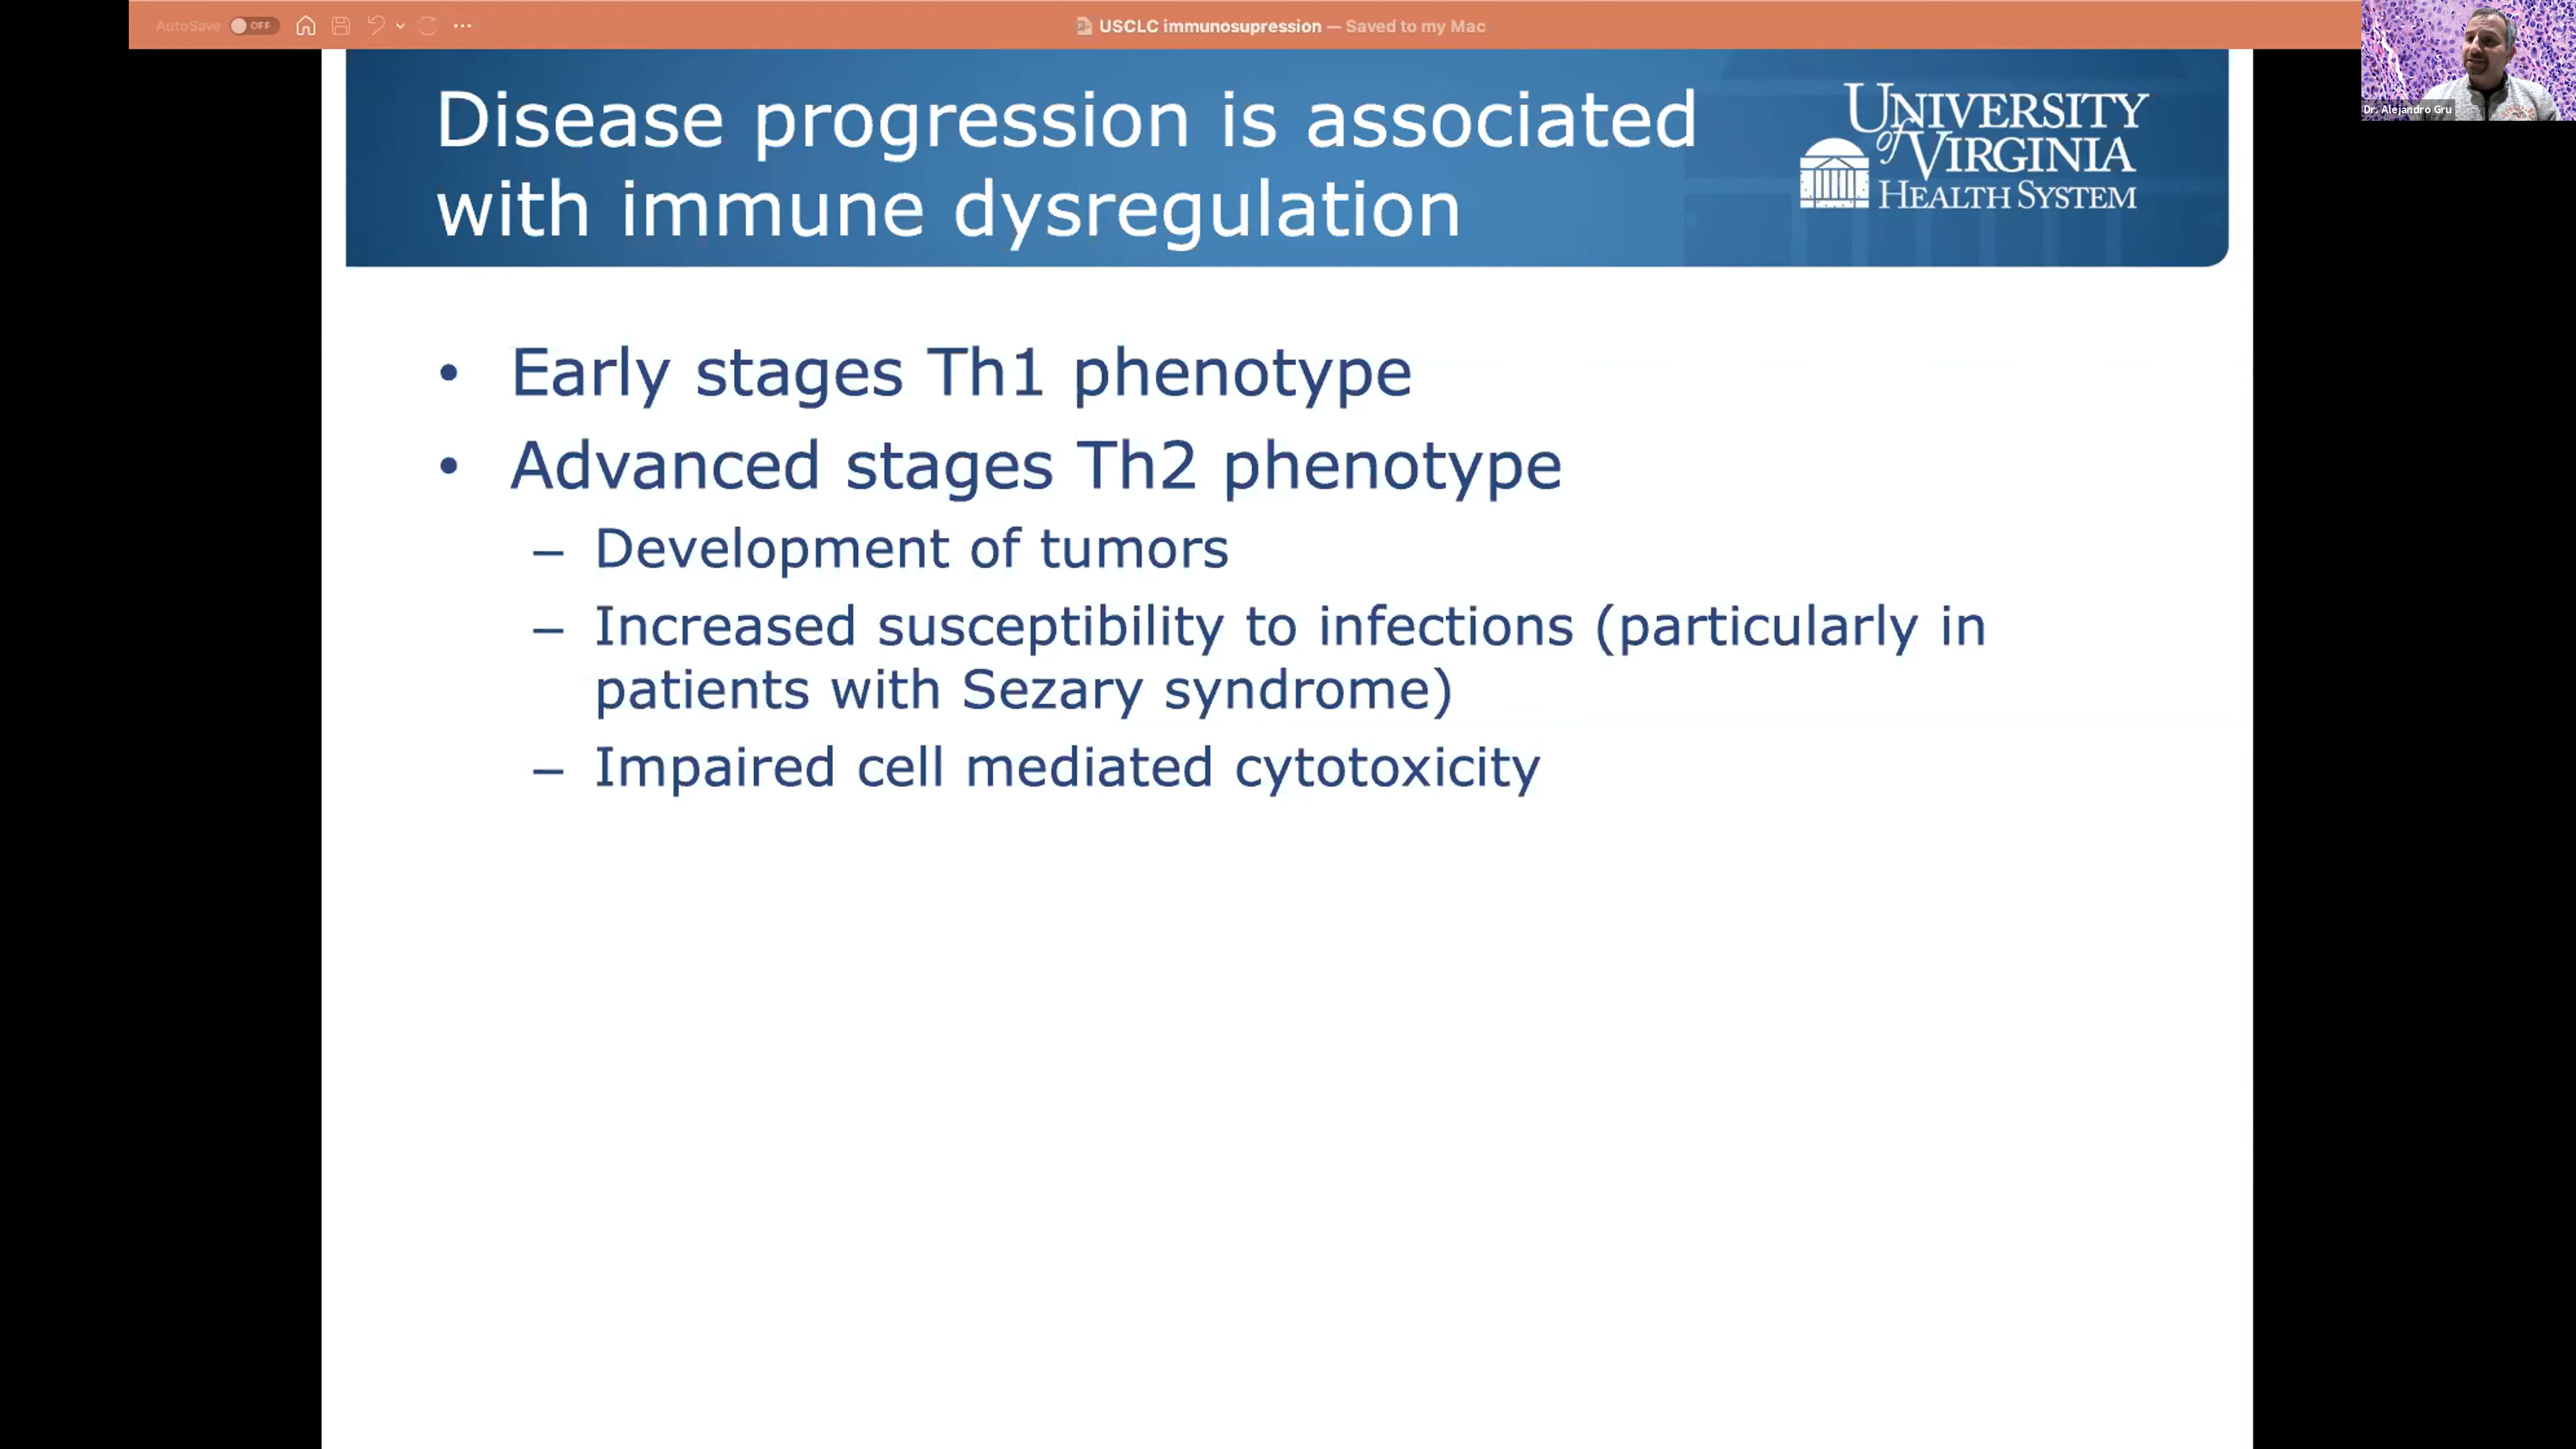 AutoSave OFF
USCLC immunosupression — Saved to my Mac
Dr. Alejandro Gru
Disease progression is associated
with immune dysregulation
UNIVERSITY
of VIRGINIA
HEALTH SYSTEM
• Early stages Th1 phenotype
• Advanced stages Th2 phenotype
– Development of tumors
– Increased susceptibility to infections (particularly in
patients with Sezary syndrome)
– Impaired cell mediated cytotoxicity